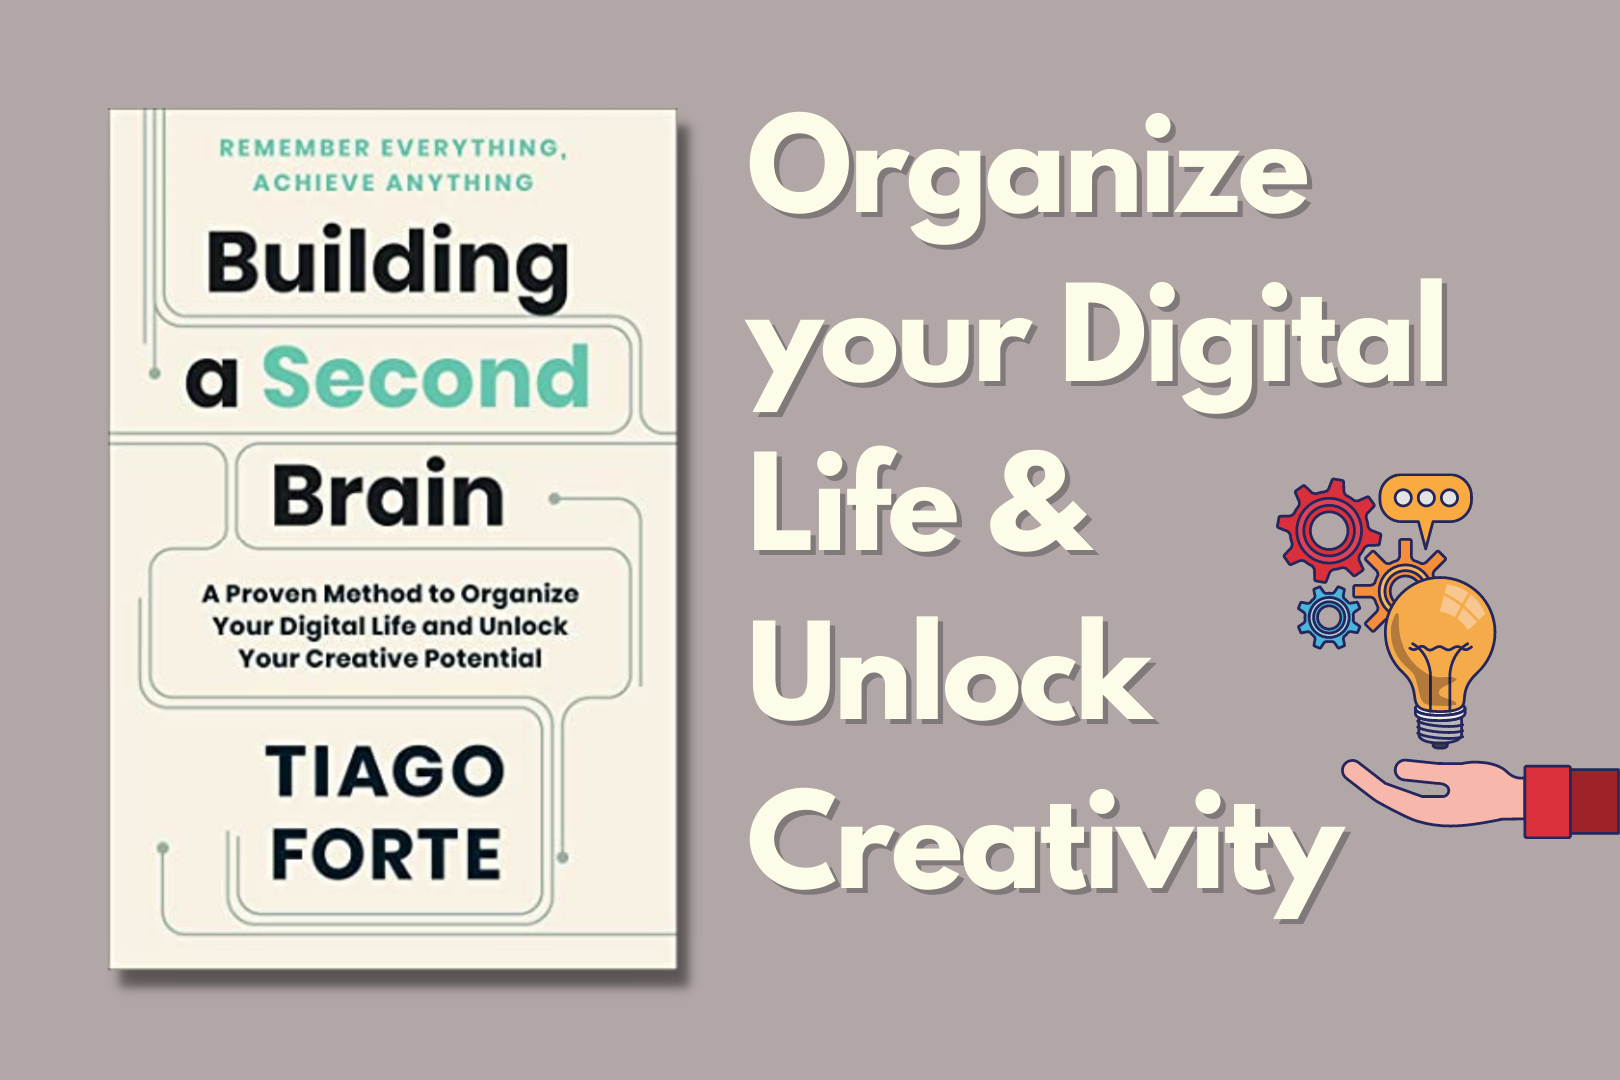 REMEMBER EVERYTHING,
ACHIEVE ANYTHING
Building
a Second
Brain
A Proven Method to Organize
Your Digital Life and Unlock
Your Creative Potential
TIAGO
FORTE
Organize
your Digital
Life &
Unlock
Creativity